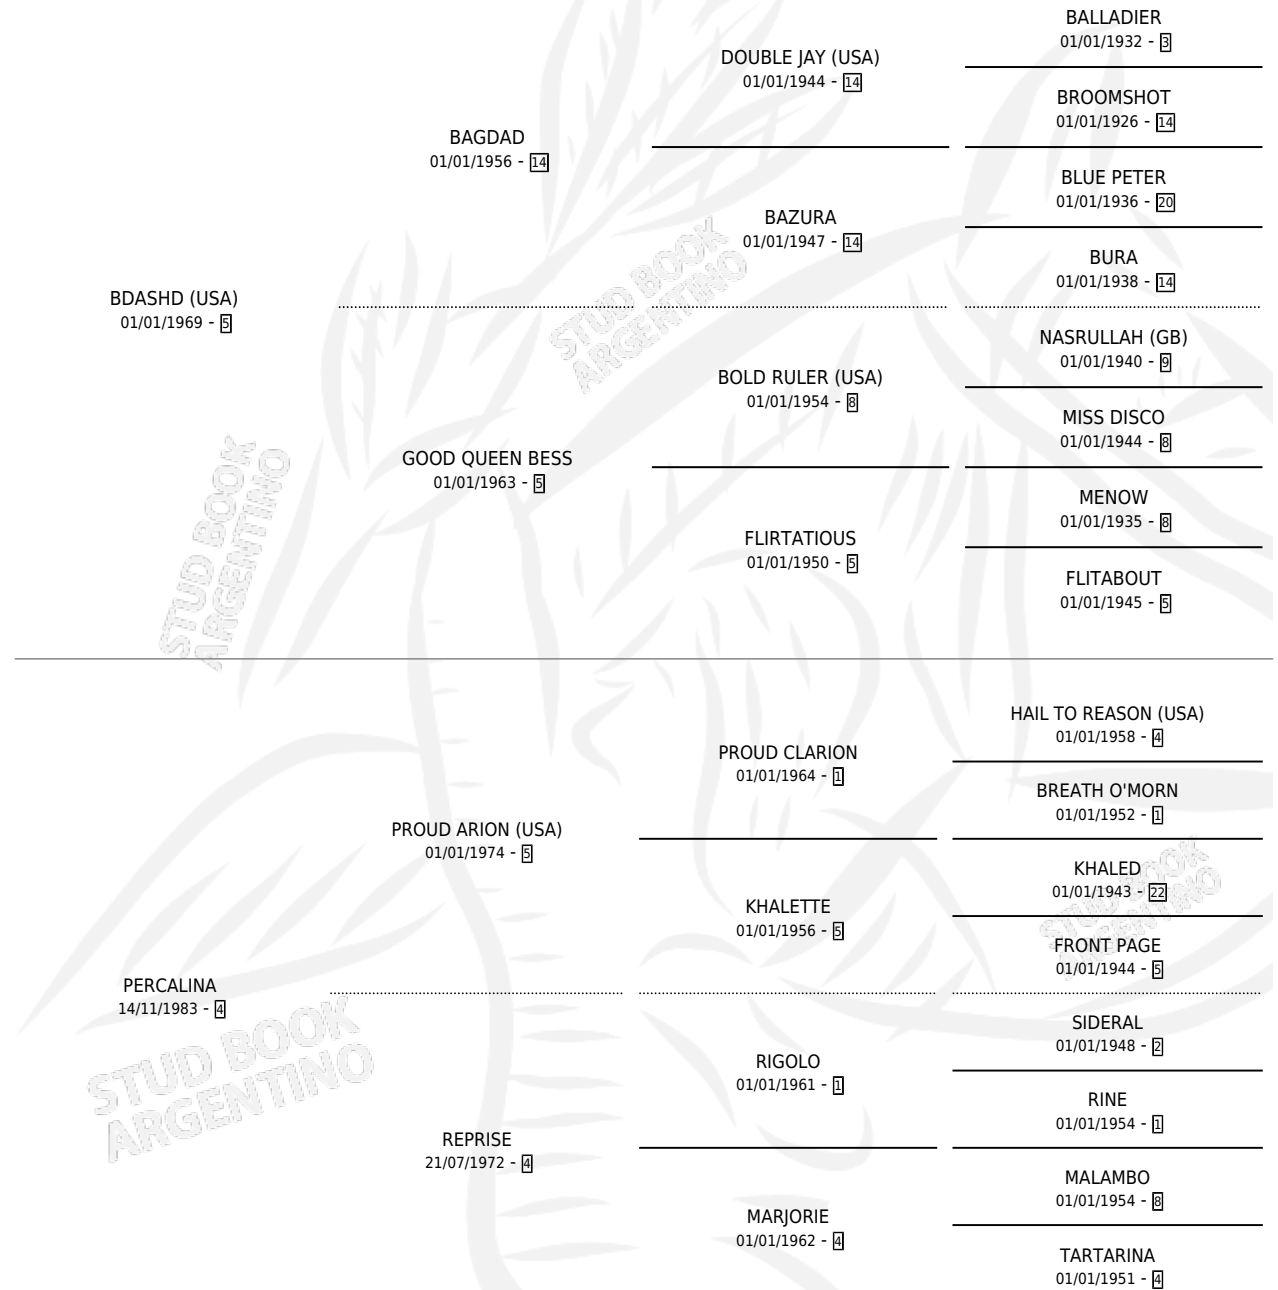 BALLADIER
01/01/1932 - 3
DOUBLE JAY (USA)
01/01/1944 - 14
BROOMSHOT
01/01/1926 - 14
BAGDAD
01/01/1956 - 14
BLUE PETER
01/01/1936 - 20
BAZURA
01/01/1947 - 14
BURA
01/01/1938 - 14
BDASHD (USA)
01/01/1969 - 5
NASRULLAH (GB)
01/01/1940 - 9
BOLD RULER (USA)
01/01/1954 - 8
MISS DISCO
01/01/1944 - 8
GOOD QUEEN BESS
01/01/1963 - 5
MENOW
01/01/1935 - 8
FLIRTATIOUS
01/01/1950 - 5
FLITABOUT
01/01/1945 - 5
STUD BOOK
ARGENTINO
STUD BOOK
ARGENTINO
HAIL TO REASON (USA)
01/01/1958 - 4
PROUD CLARION
01/01/1964 - 1
BREATH O'MORN
01/01/1952 - 1
PROUD ARION (USA)
01/01/1974 - 5
KHALED
01/01/1943 - 22
KHALETTE
01/01/1956 - 5
FRONT PAGE
01/01/1944 - 5
STUD BOOK
ARGENTINO
PERCALINA
14/11/1983 - 4
SIDERAL
01/01/1948 - 2
RIGOLO
01/01/1961 - 1
RINE
01/01/1954 - 1
REPRISE
21/07/1972 - 4
MALAMBO
01/01/1954 - 8
MARJORIE
01/01/1962 - 4
TARTARINA
01/01/1951 - 4
STUD BOOK
ARGENTINO